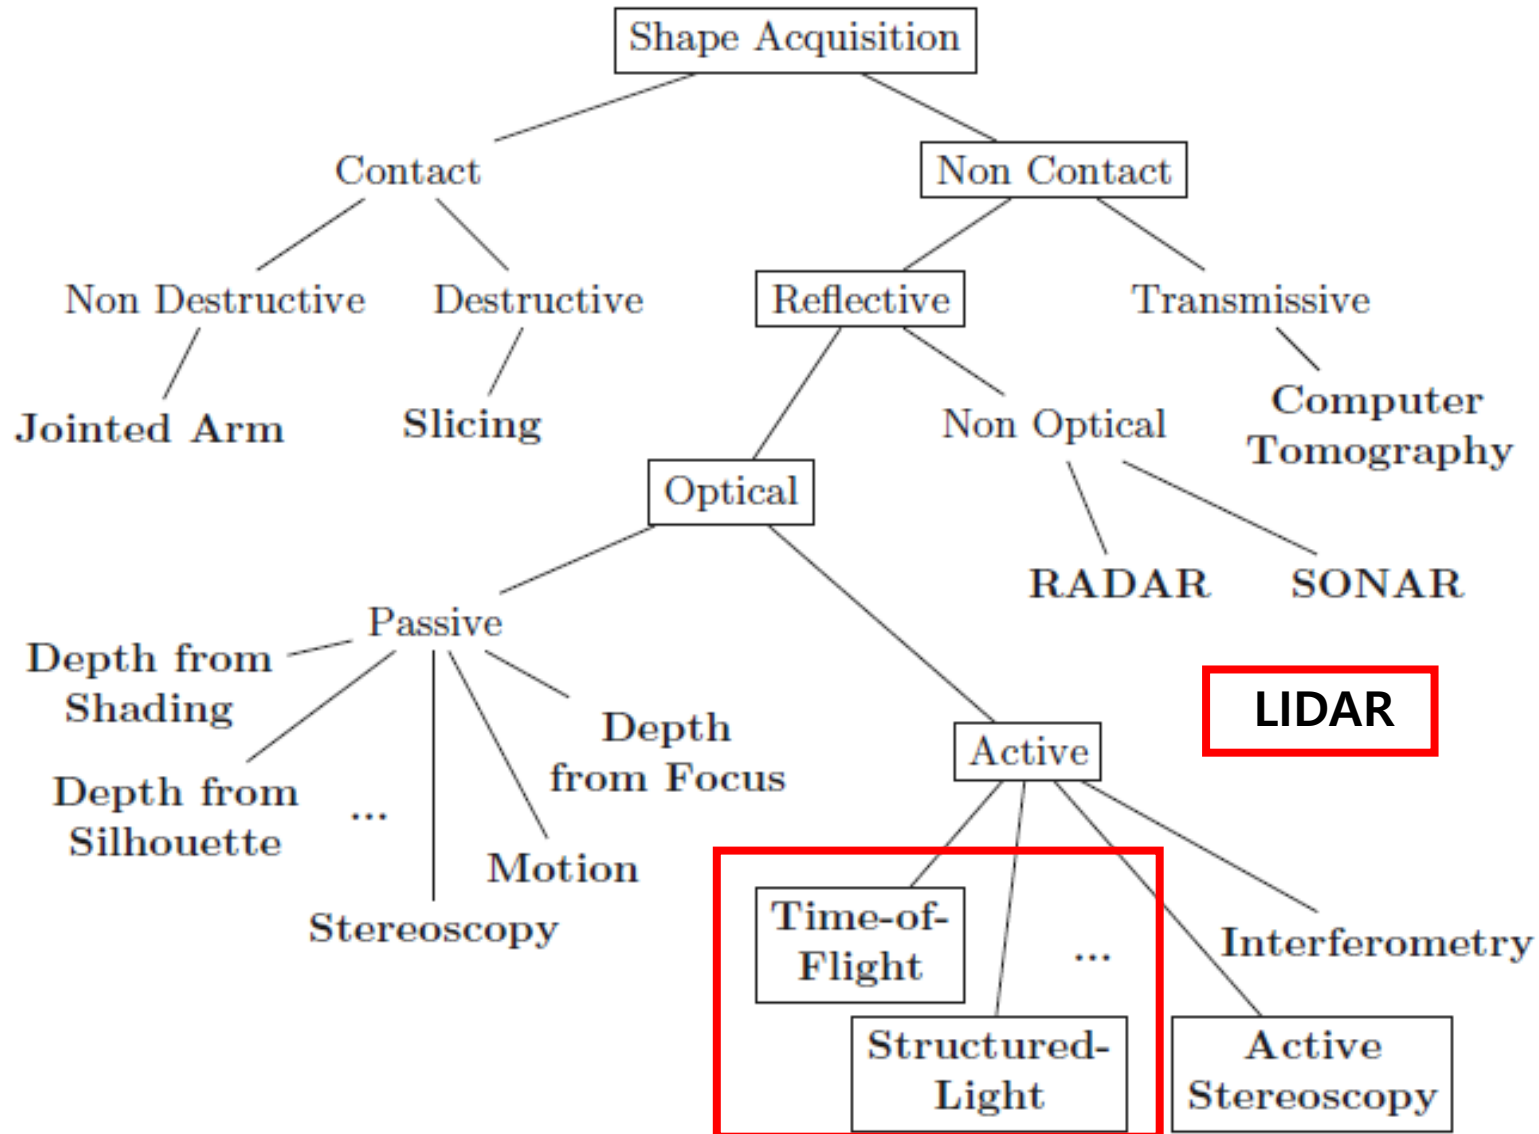 Shape Acquisition
Contact
Non Contact
Non Destructive
Destructive
Reflective
Transmissive
Jointed Arm
Slicing
Non Optical
Computer
Tomography
Optical
RADAR
SONAR
Passive
Depth from
Shading
LIDAR
Depth
from Focus
Active
Depth from
Silhouette
...
Motion
Stereoscopy
Time-of-
Flight
...
Interferometry
Structured-
Light
Active
Stereoscopy